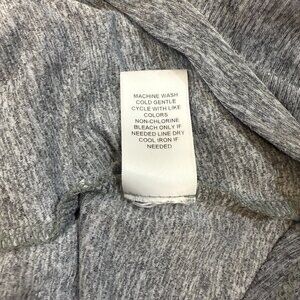 MACHINE WASH
COLD GENTLE
CYCLE WITH LIKE
COLORS
NON-CHLORINE
BLEACH ONLY IF
NEEDED LINE DRY
COOL IRON IF
NEEDED